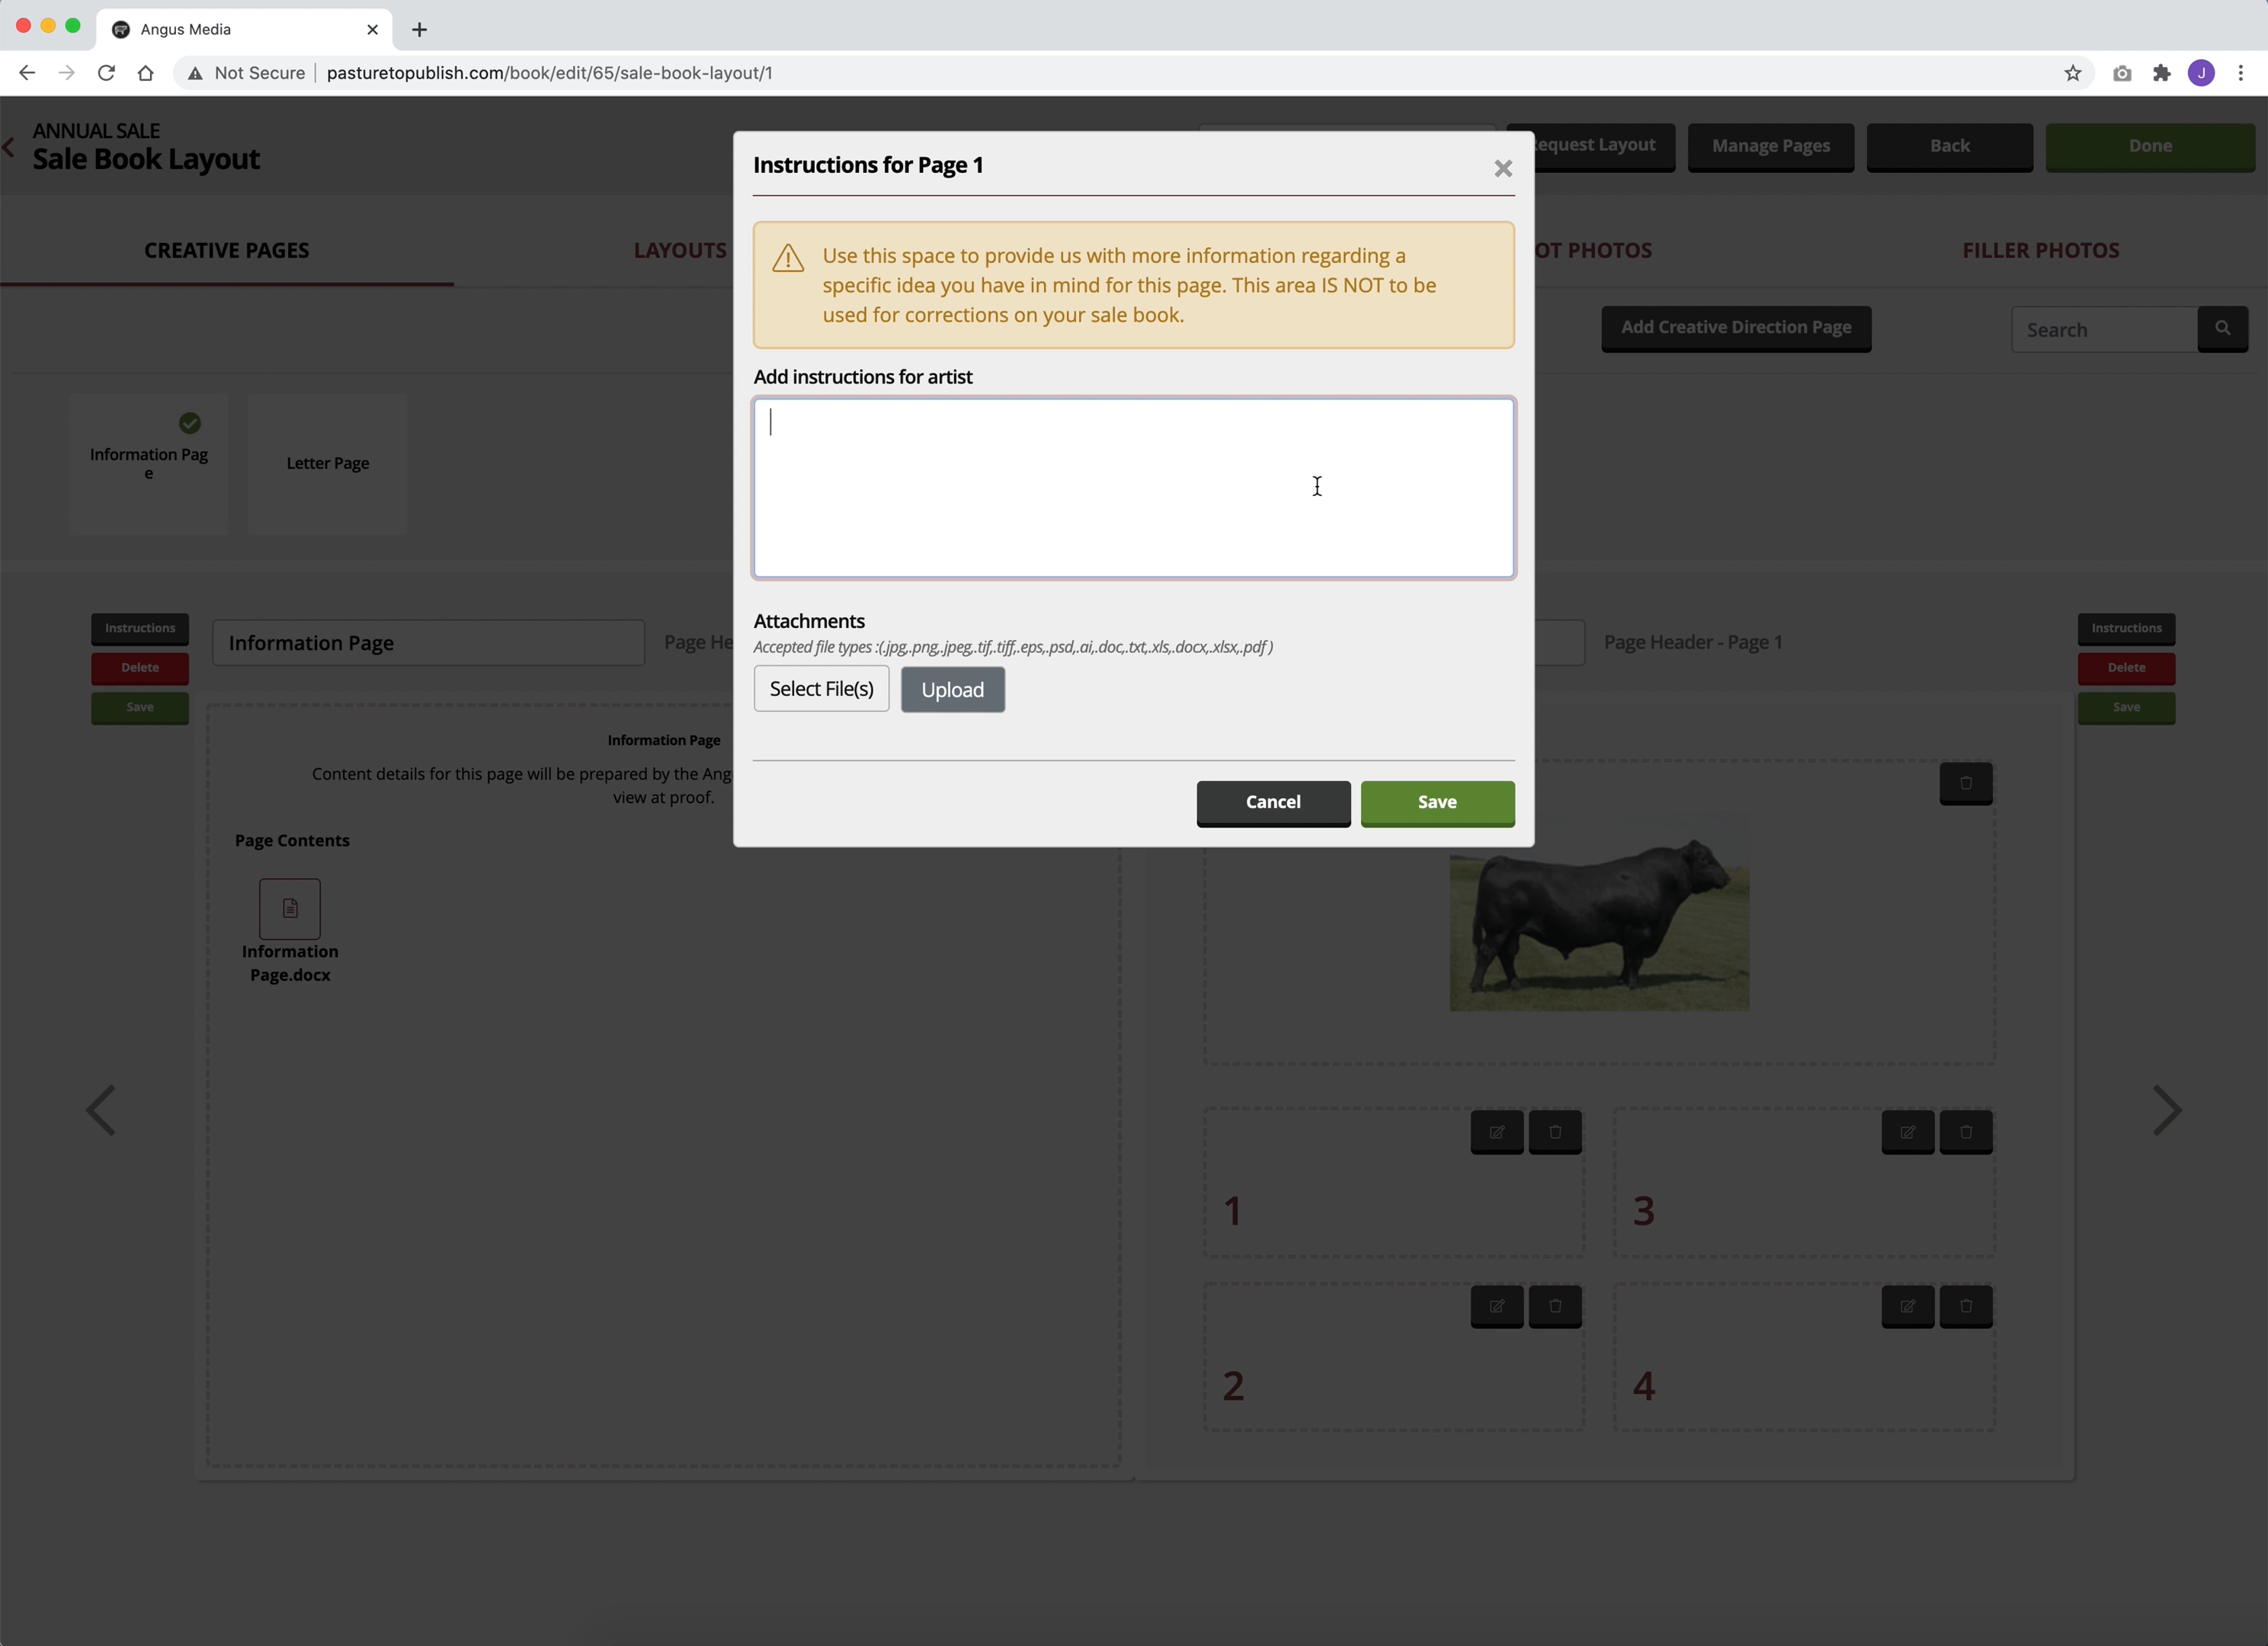 Angus Media
Not Secure
pasturetopublish.com/book/edit/65/sale-book-layout/1
J
ANNUAL SALE
Sale Book Layout
equest Layout
Manage Pages
Back
Done
CREATIVE PAGES
LAYOUTS
OT PHOTOS
FILLER PHOTOS
Add Creative Direction Page
Search
Information Pag
e
Letter Page
Instructions for Page 1
Use this space to provide us with more information regarding a
specific idea you have in mind for this page. This area IS NOT to be
used for corrections on your sale book.
Add instructions for artist
Attachments
Accepted file types :(.jpg,.png,.jpeg,.tif,.tiff,.eps,.psd,.ai,.doc,.txt,.xls,.docx,.xlsx,.pdf )
Select File(s)
Upload
Cancel
Save
Instructions
Delete
Save
Information Page
Page He
Page Header - Page 1
Instructions
Delete
Save
Information Page
Content details for this page will be prepared by the Ang
view at proof.
Page Contents
Information
Page.docx
1
3
2
4